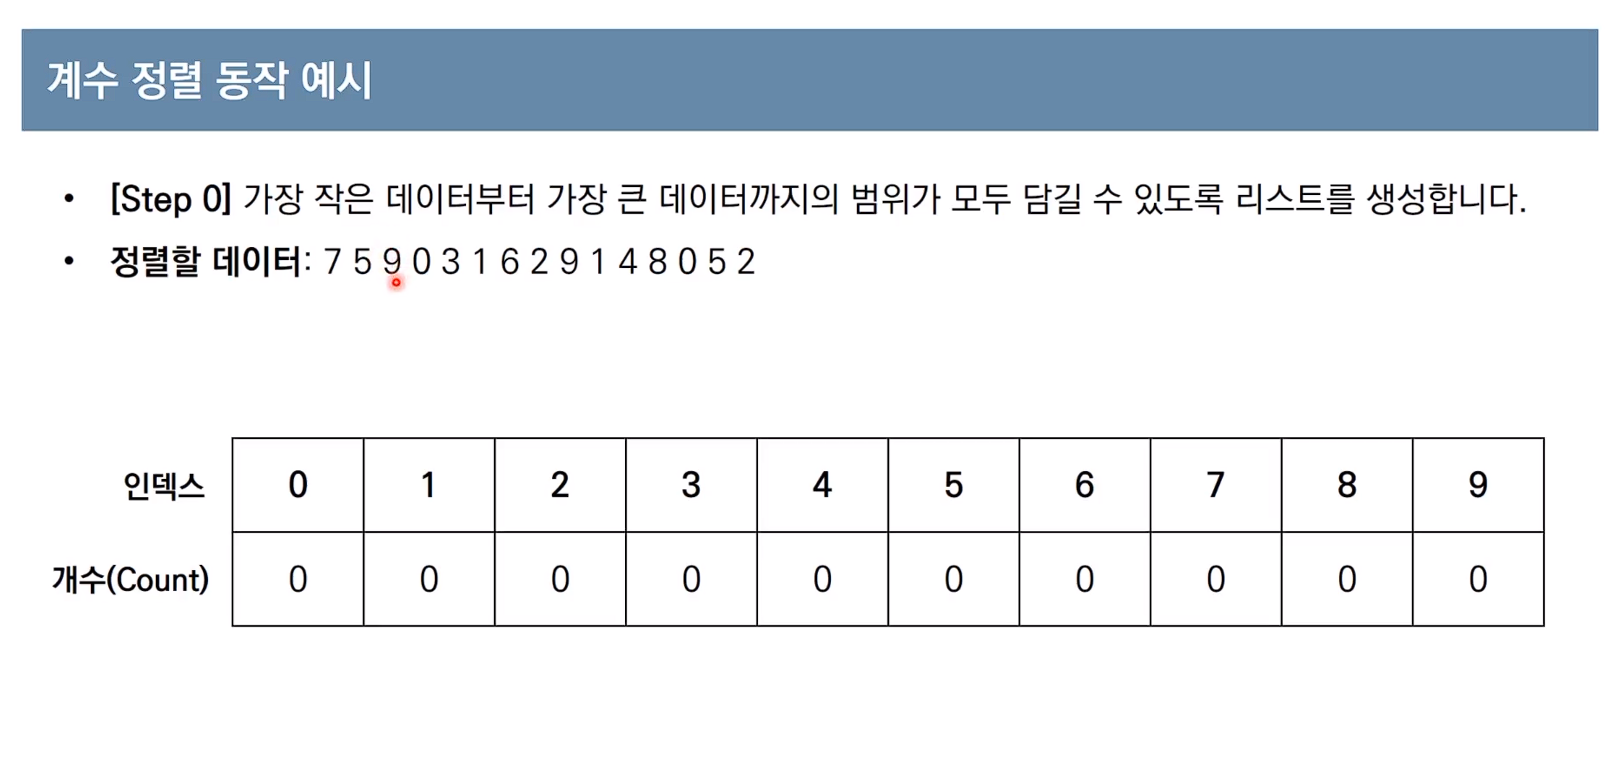 계수 정렬 동작 예시
• [Step 0] 가장 작은 데이터부터 가장 큰 데이터까지의 범위가 모두 담길 수 있도록 리스트를 생성합니다.
• 정렬할 데이터: 7 5 9 0 3 1 6 2 9 1 4 8 0 5 2
인덱스 0 1 2 3 4 5 6 7 8 9
개수(Count) 0 0 0 0 0 0 0 0 0 0